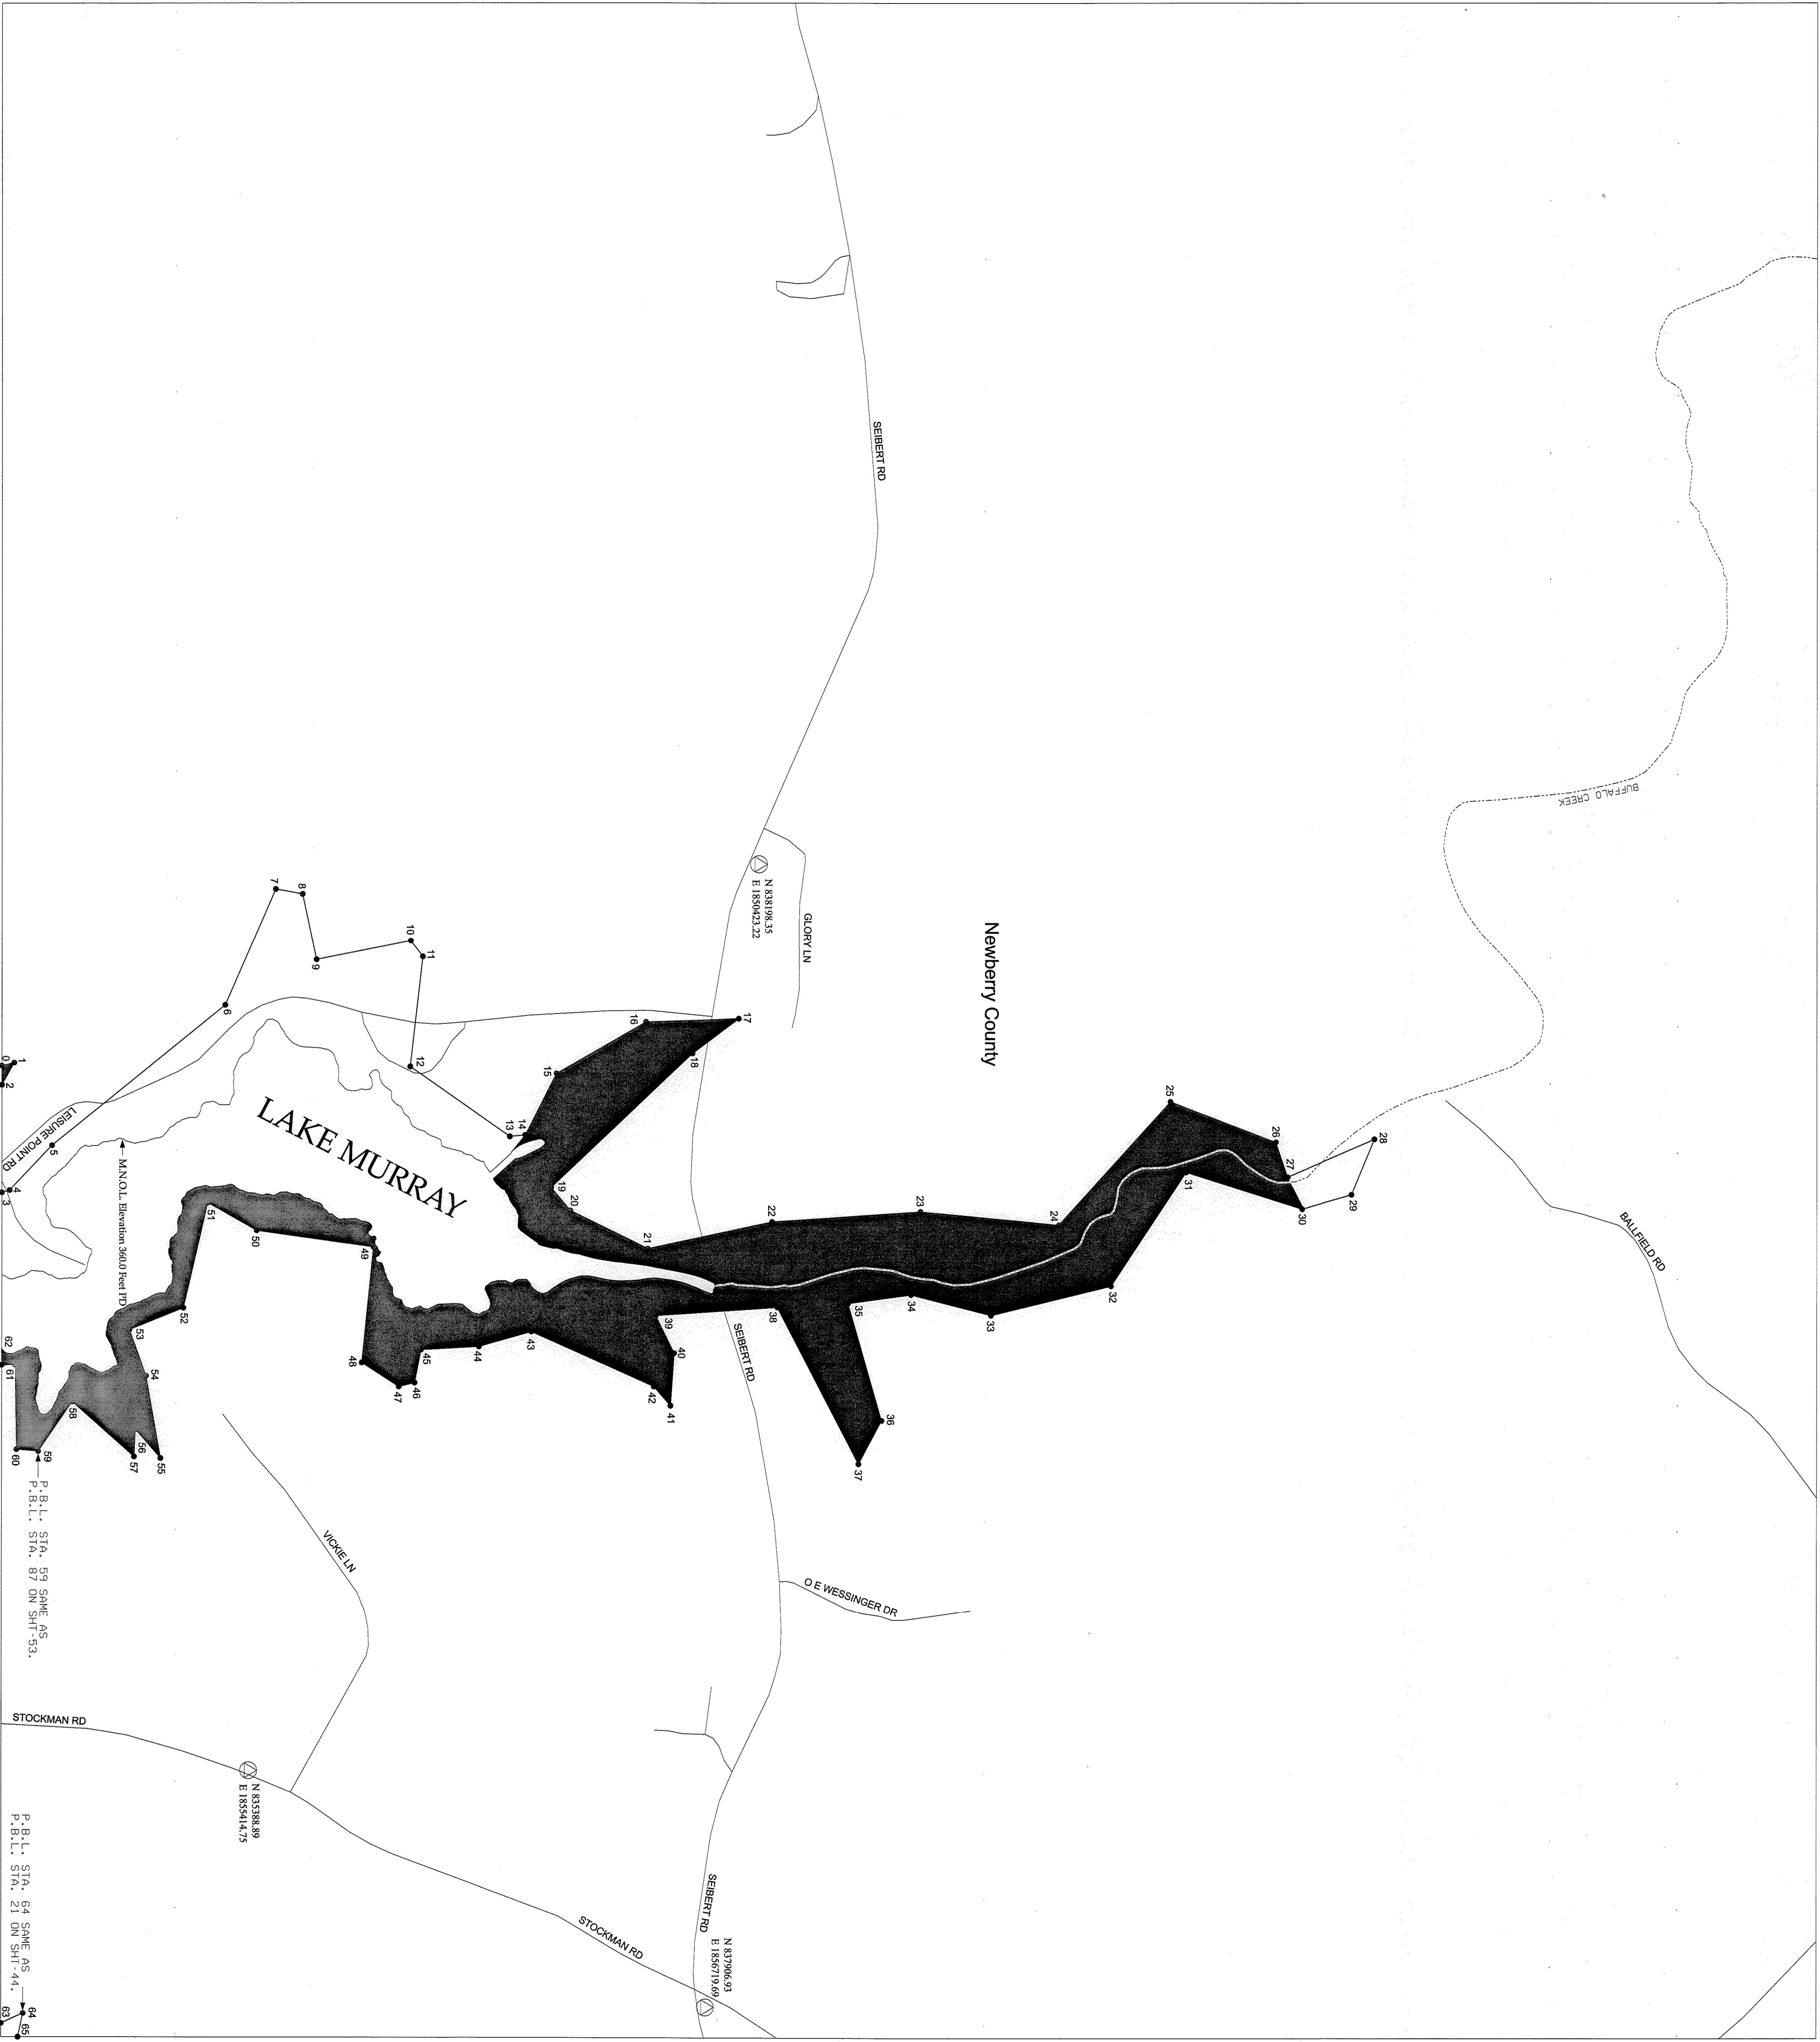 BALLFIELD RD
BUFFALO CREEK
28
29
27
30
26
25
31
32
24
Newberry County
33
23
34
36
35
37
22
38
O E WESSINGER DR
GLORY LN
SEIBERT RD
N 838198.35
E 1850423.22
17
18
SEIBERT RD
SEIBERT RD
N 837906.93
E 1856719.69
16
21
39
40
41
42
20
19
15
14
13
43
STOCKMAN RD
44
45
46
47
48
49
12
11
10
LAKE MURRAY
9
8
7
6
VICKIE LN
50
51
52
N 835388.89
E 1855414.75
53
54
55
56
57
58
M.N.O.L. Elevation 360.0 Feet PD
LEISURE POINT RD
5
4
3
2
1
0
59
60
61
62
P.B.L. STA. 59 SAME AS
P.B.L. STA. 87 ON SHT-53.
STOCKMAN RD
P.B.L. STA. 64 SAME AS
P.B.L. STA. 21 ON SHT-44.
64
65
63